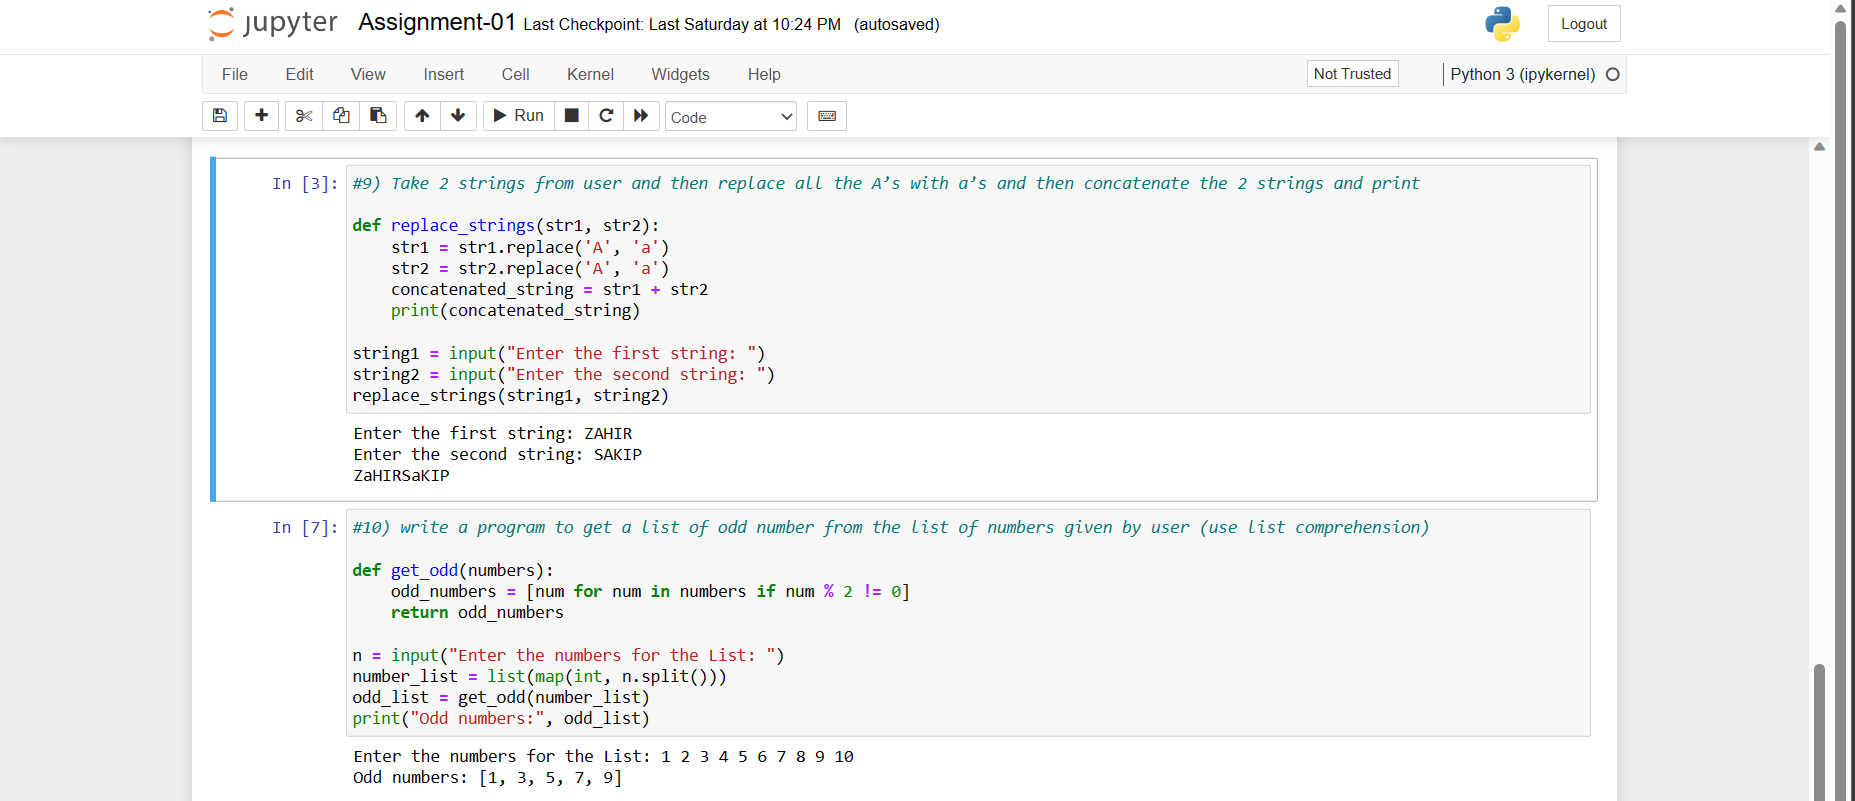 jupyter Assignment-01 Last Checkpoint: Last Saturday at 10:24 PM (autosaved)
Logout
File Edit View Insert Cell Kernel Widgets Help
Not Trusted
Python 3 (ipykernel)
Run
Code
In [3]:
#9) Take 2 strings from user and then replace all the A’s with a’s and then concatenate the 2 strings and print
def replace_strings(str1, str2):
    str1 = str1.replace('A', 'a')
    str2 = str2.replace('A', 'a')
    concatenated_string = str1 + str2
    print(concatenated_string)
string1 = input("Enter the first string: ")
string2 = input("Enter the second string: ")
replace_strings(string1, string2)
Enter the first string: ZAHIR
Enter the second string: SAKIP
ZaHIRSaKIP
In [7]:
#10) write a program to get a list of odd number from the list of numbers given by user (use list comprehension)
def get_odd(numbers):
    odd_numbers = [num for num in numbers if num % 2 != 0]
    return odd_numbers
n = input("Enter the numbers for the List: ")
number_list = list(map(int, n.split()))
odd_list = get_odd(number_list)
print("Odd numbers:", odd_list)
Enter the numbers for the List: 1 2 3 4 5 6 7 8 9 10
Odd numbers: [1, 3, 5, 7, 9]